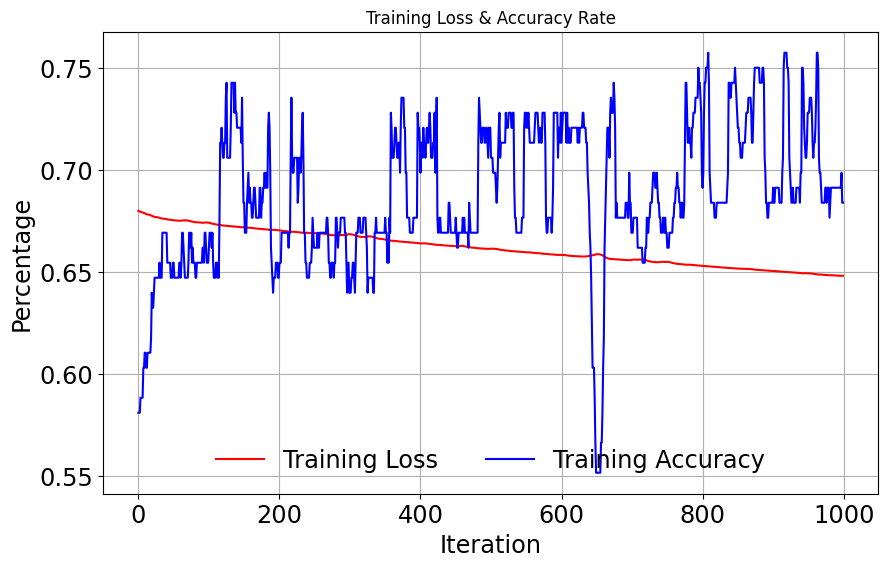 Training Loss & Accuracy Rate
Percentage
0.75
0.70
0.65
0.60
0.55
Training Loss
Training Accuracy
0 200 400 600 800 1000
Iteration